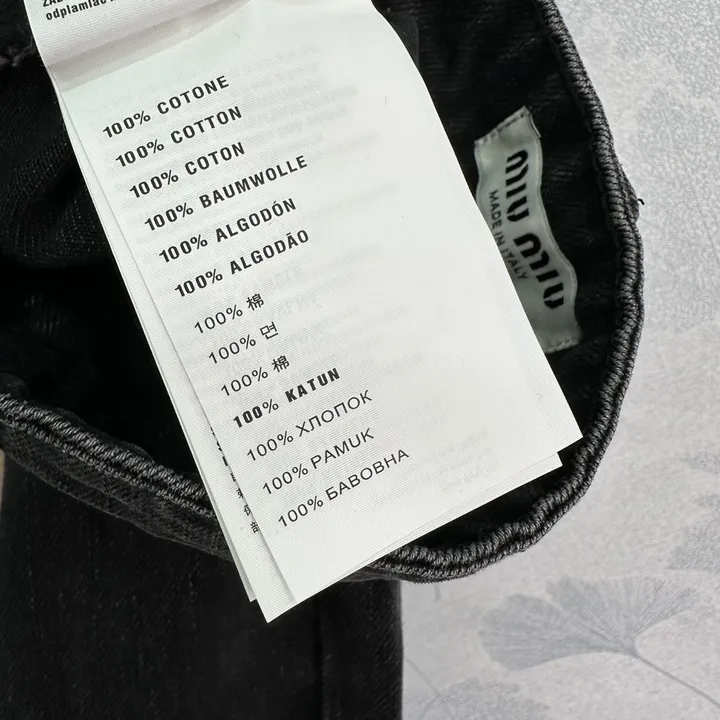 odplamiac
100% COTONE
100% COTTON
100% COTON
100% BAUMWOLLE
100% ALGODÓN
100% ALGODÃO
100% 棉
100% 면
100% 棉
100% KATUN
100% ХЛОПОК
100% PAMUK
100% БАВОВНА
MIU MIU
MADE IN ITALY